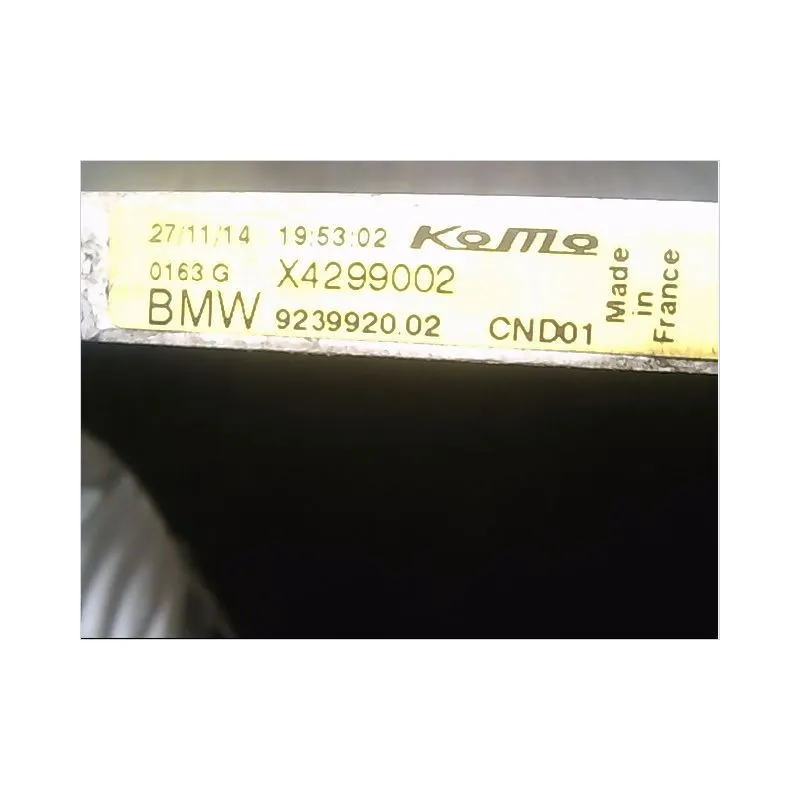 27/11/14 19:53:02 KoMo
0163 G X4299002
BMW 9239920.02 CND01
Made
in
France